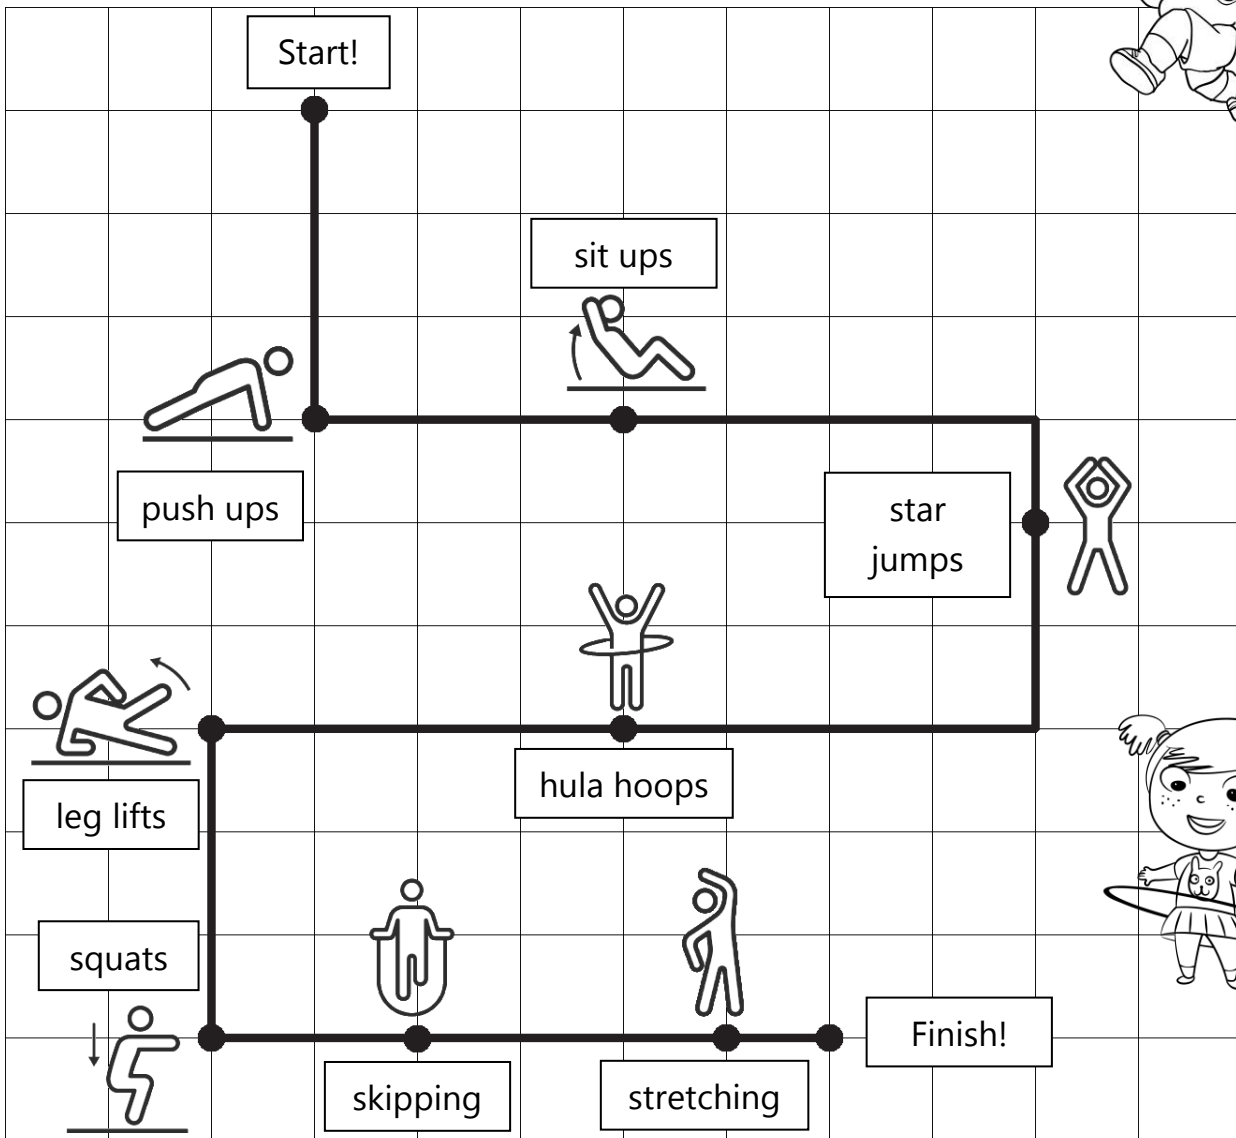 Start!
sit ups
push ups
star
jumps
hula hoops
leg lifts
squats
Finish!
skipping
stretching